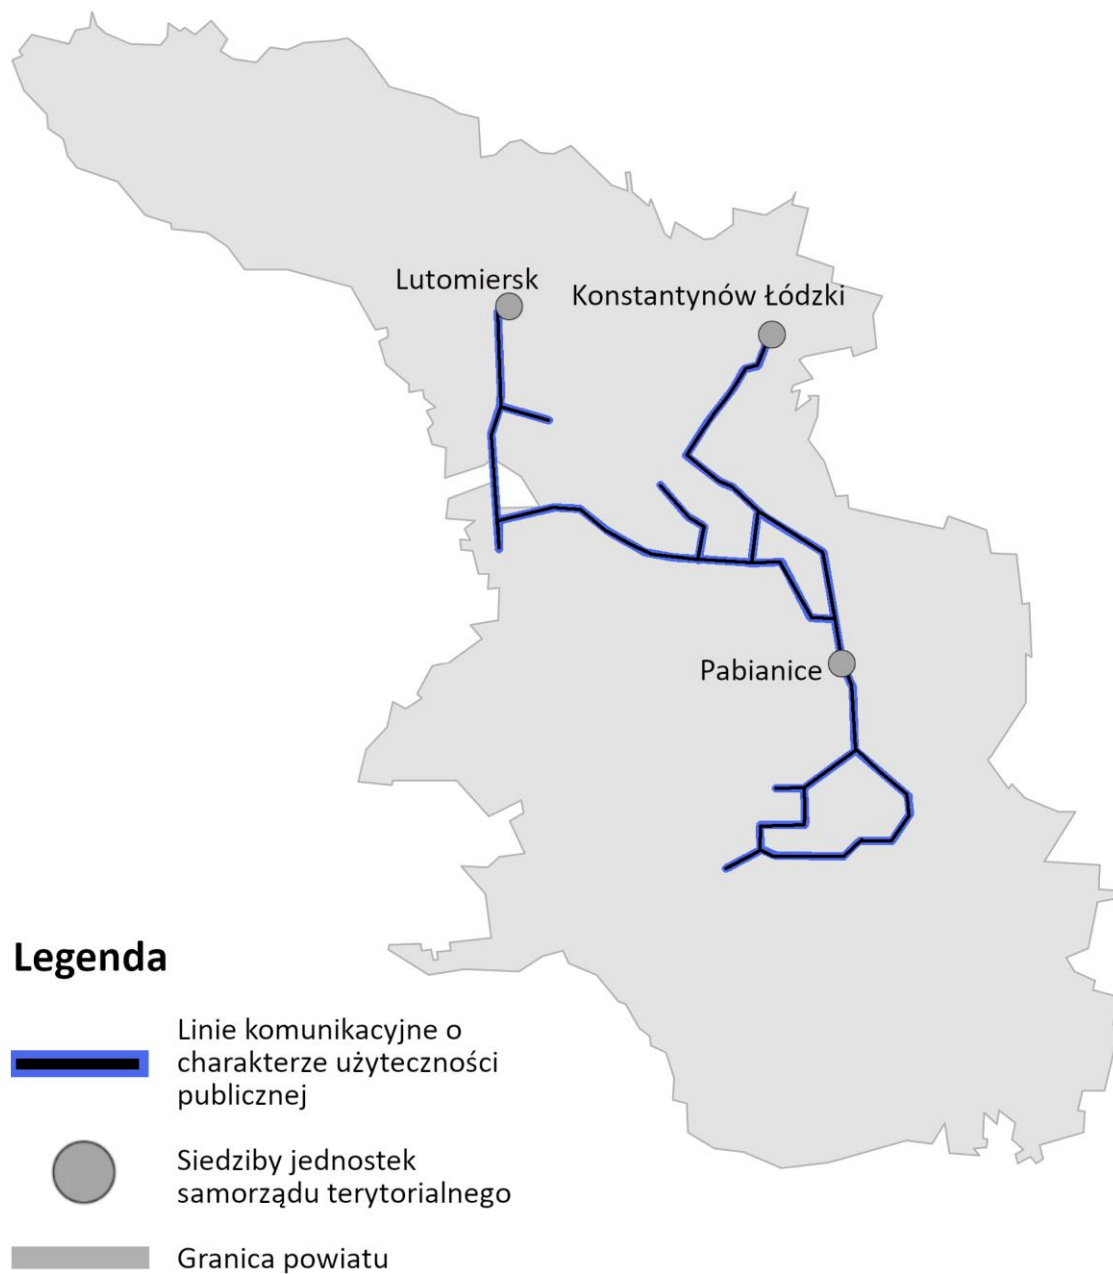 Lutomiersk
Konstantynów Łódzki
Pabianice
Legenda
Linie komunikacyjne o
charakterze użyteczności
publicznej
Siedziby jednostek
samorządu terytorialnego
Granica powiatu